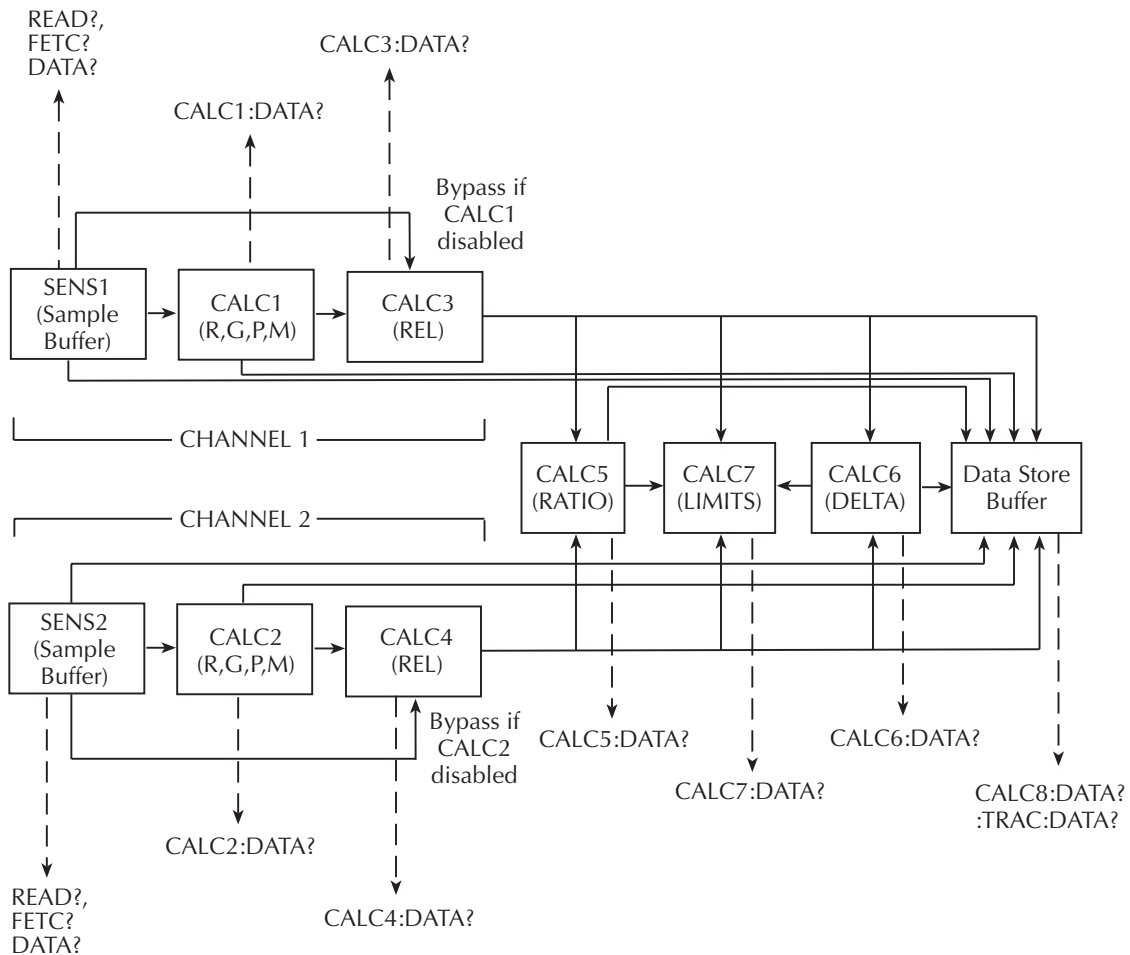 READ?,
FETC?
DATA?
CALC3:DATA?
CALC1:DATA?
Bypass if
CALC1
disabled
SENS1
(Sample
Buffer)
CALC1
(R,G,P,M)
CALC3
(REL)
CHANNEL 1
CALC5
(RATIO)
CALC7
(LIMITS)
CALC6
(DELTA)
Data Store
Buffer
CHANNEL 2
SENS2
(Sample
Buffer)
CALC2
(R,G,P,M)
CALC4
(REL)
Bypass if
CALC2
disabled
CALC5:DATA?
CALC6:DATA?
CALC7:DATA?
CALC8:DATA?
:TRAC:DATA?
CALC2:DATA?
READ?,
FETC?
DATA?
CALC4:DATA?